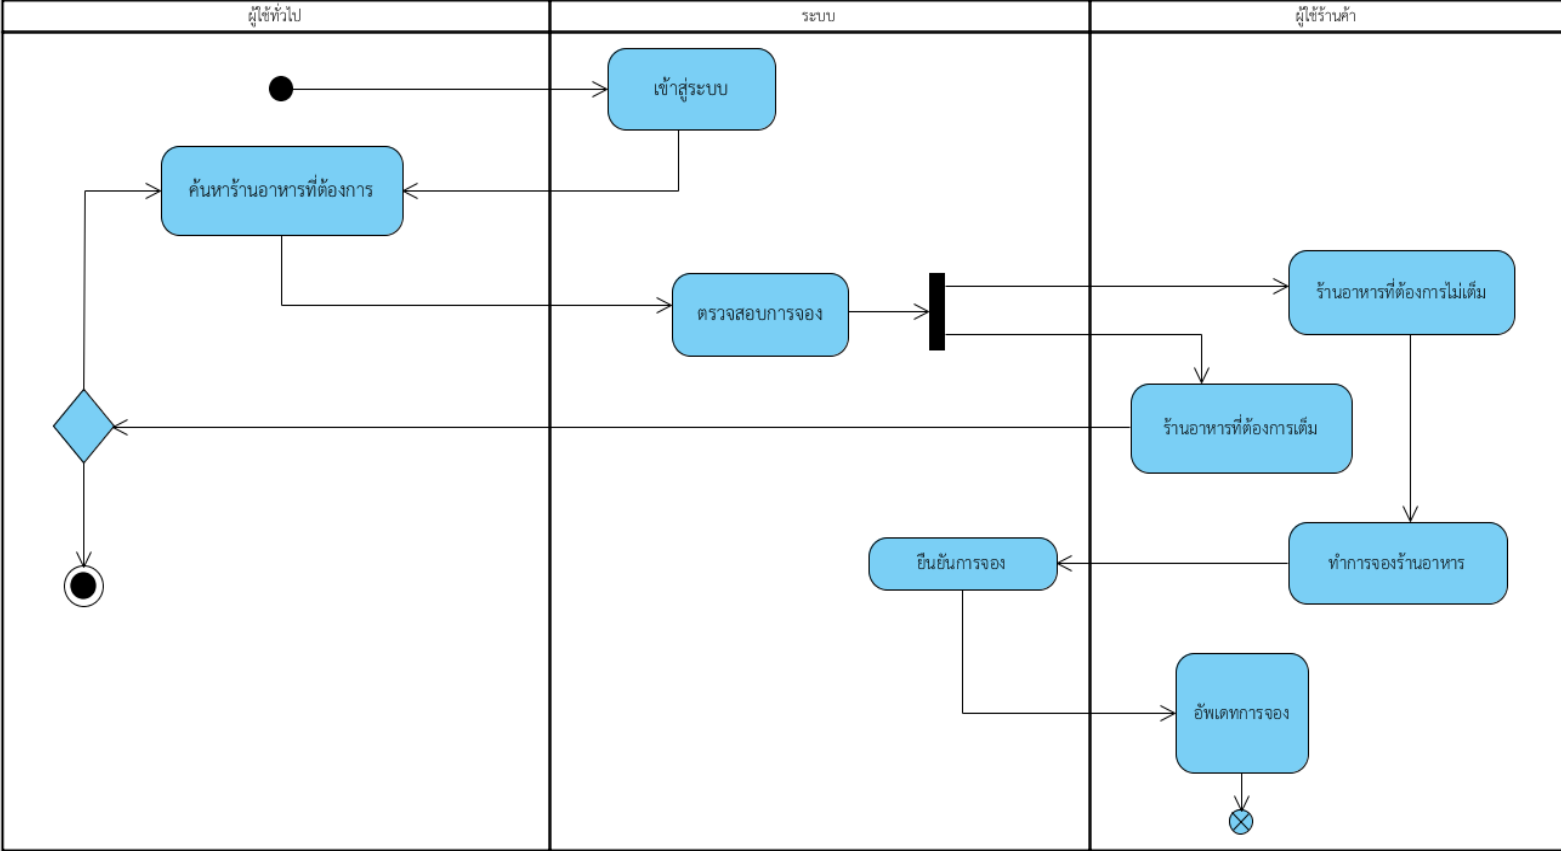 ผู้ใช้ทั่วไป
ระบบ
ผู้ใช้ร้านค้า
เข้าสู่ระบบ
ค้นหาร้านอาหารที่ต้องการ
ตรวจสอบการจอง
ร้านอาหารที่ต้องการไม่เต็ม
ร้านอาหารที่ต้องการเต็ม
ยืนยันการจอง
ทำการจองร้านอาหาร
อัพเดทการจอง